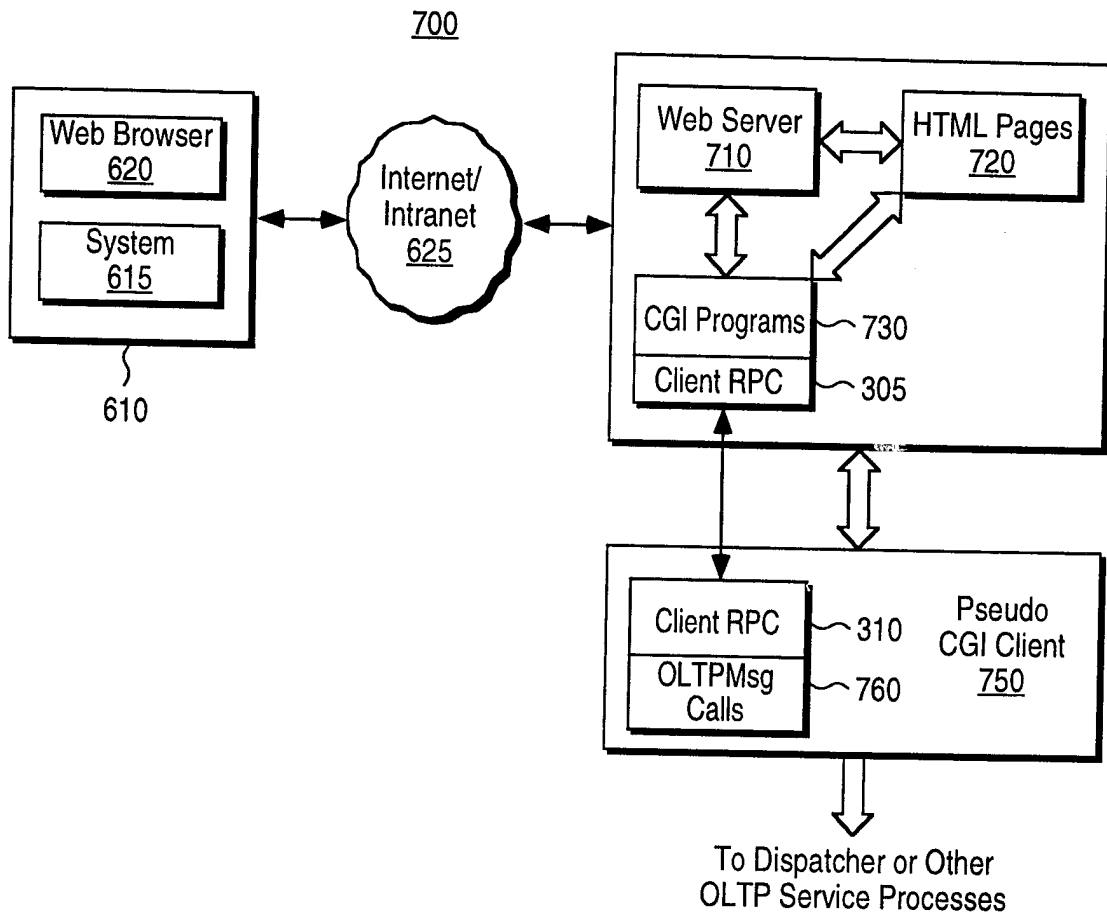 700
Web Browser
620
System
615
610
Internet/
Intranet
625
Web Server
710
HTML Pages
720
CGI Programs
730
Client RPC
305
Client RPC
310
OLTPMsg
Calls
760
Pseudo
CGI Client
750
To Dispatcher or Other
OLTP Service Processes